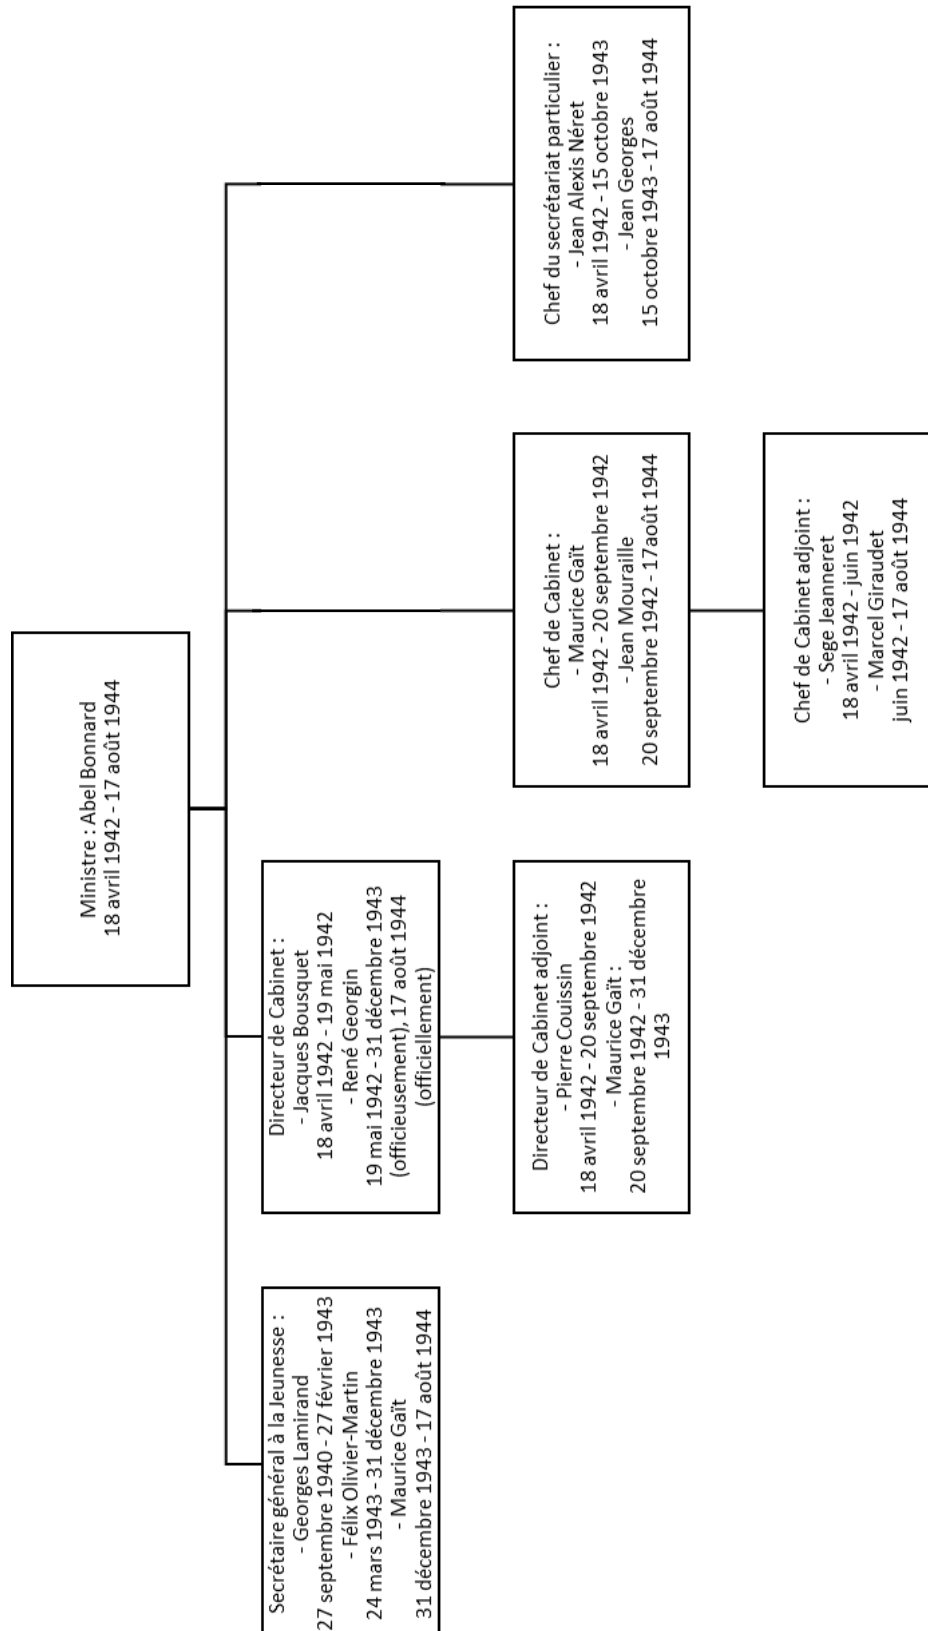 Ministre : Abel Bonnard
18 avril 1942 - 17 août 1944
Secrétaire général à la Jeunesse :
- Georges Lamirand
27 septembre 1940 - 27 février 1943
- Félix Olivier-Martin
24 mars 1943 - 31 décembre 1943
- Maurice Gaït
31 décembre 1943 - 17 août 1944
Directeur de Cabinet :
- Jacques Bousquet
18 avril 1942 - 19 mai 1942
- René Georgin
19 mai 1942 - 31 décembre 1943
(officieusement), 17 août 1944
(officiellement)
Directeur de Cabinet adjoint :
- Pierre Couissin
18 avril 1942 - 20 septembre 1942
- Maurice Gaït :
20 septembre 1942 - 31 décembre
1943
Chef de Cabinet :
- Maurice Gaït
18 avril 1942 - 20 septembre 1942
- Jean Mouraille
20 septembre 1942 - 17août 1944
Chef de Cabinet adjoint :
- Sege Jeanneret
18 avril 1942 - juin 1942
- Marcel Giraudet
juin 1942 - 17 août 1944
Chef du secrétariat particulier :
- Jean Alexis Néret
18 avril 1942 - 15 octobre 1943
- Jean Georges
15 octobre 1943 - 17 août 1944